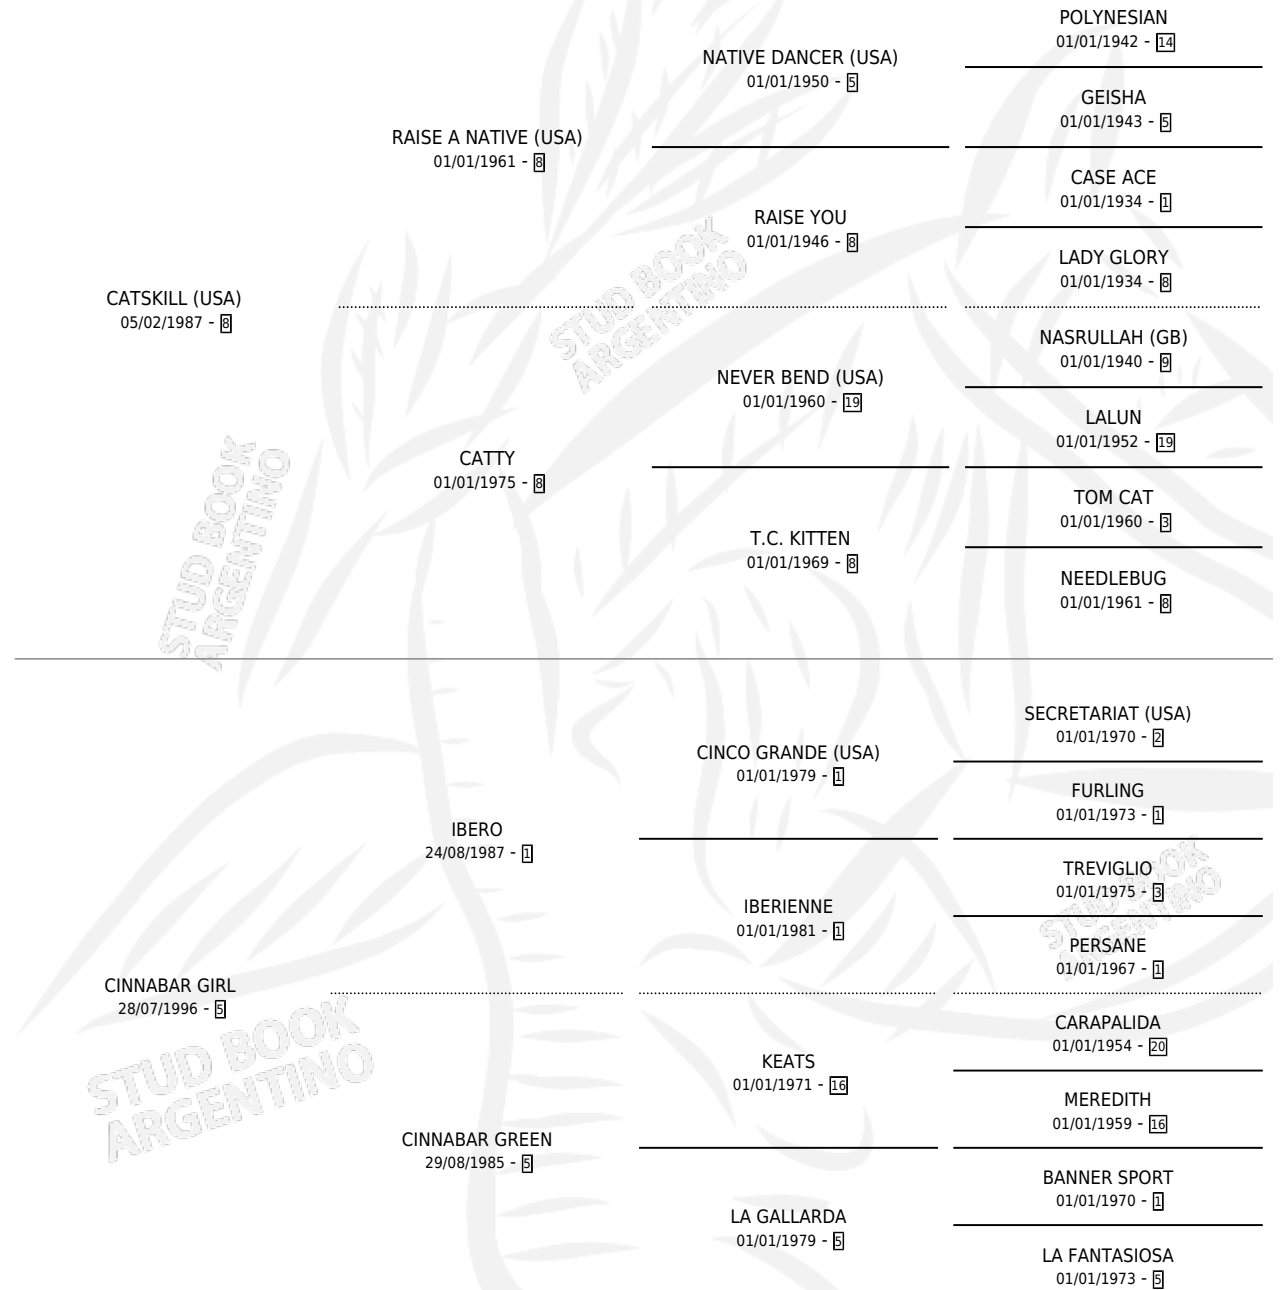 POLYNESIAN
01/01/1942 - 14
NATIVE DANCER (USA)
01/01/1950 - 5
GEISHA
01/01/1943 - 5
RAISE A NATIVE (USA)
01/01/1961 - 8
CASE ACE
01/01/1934 - 1
RAISE YOU
01/01/1946 - 8
LADY GLORY
01/01/1934 - 8
CATSKILL (USA)
05/02/1987 - 8
STUD BOOK
ARGENTINO
NASRULLAH (GB)
01/01/1940 - 9
NEVER BEND (USA)
01/01/1960 - 19
LALUN
01/01/1952 - 19
CATTY
01/01/1975 - 8
TOM CAT
01/01/1960 - 3
T.C. KITTEN
01/01/1969 - 8
NEEDLEBUG
01/01/1961 - 8
STUD BOOK
ARGENTINO
SECRETARIAT (USA)
01/01/1970 - 2
CINCO GRANDE (USA)
01/01/1979 - 1
FURLING
01/01/1973 - 1
IBERO
24/08/1987 - 1
TREVIGLIO
01/01/1975 - 3
IBERIENNE
01/01/1981 - 1
PERSANE
01/01/1967 - 1
STUD BOOK
ARGENTINO
CINNABAR GIRL
28/07/1996 - 5
STUD BOOK
ARGENTINO
CARAPALIDA
01/01/1954 - 20
KEATS
01/01/1971 - 16
MEREDITH
01/01/1959 - 16
CINNABAR GREEN
29/08/1985 - 5
BANNER SPORT
01/01/1970 - 1
LA GALLARDA
01/01/1979 - 5
LA FANTASIOSA
01/01/1973 - 5